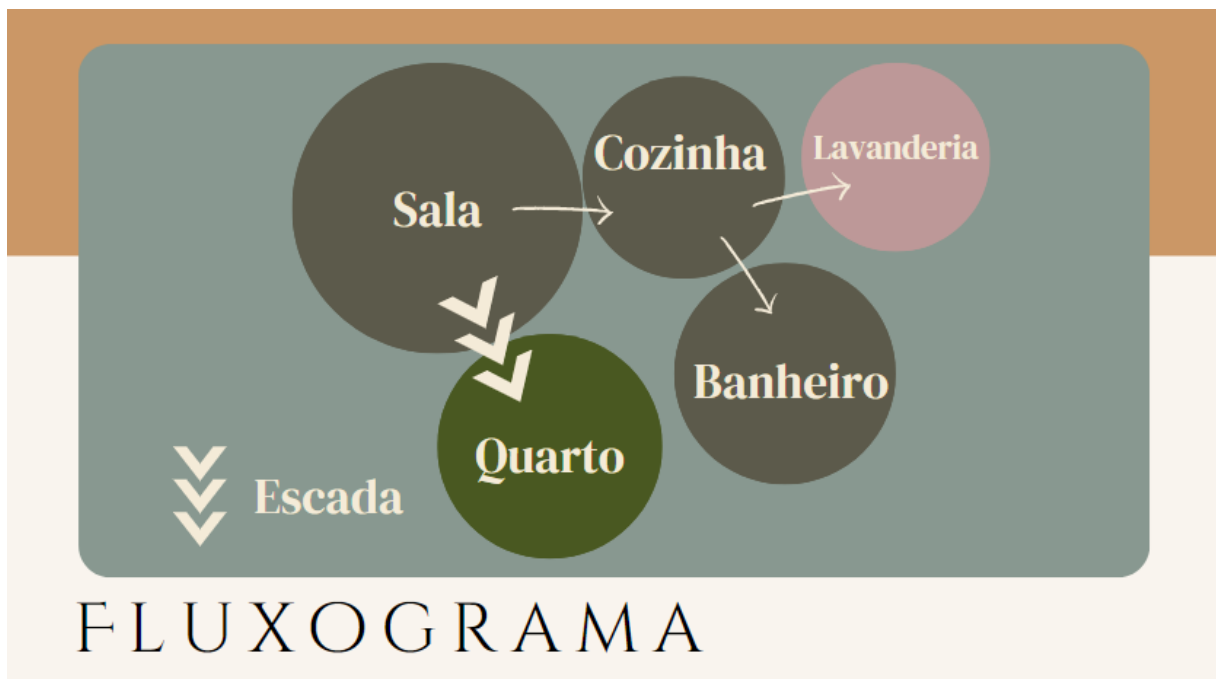 Sala
Cozinha
Lavanderia
Banheiro
Quarto
Escada
FLUXOGRAMA